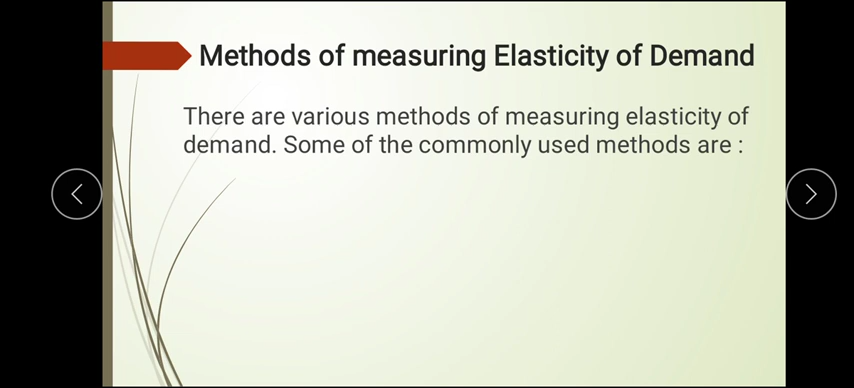 Methods of measuring Elasticity of Demand
There are various methods of measuring elasticity of
demand. Some of the commonly used methods are :